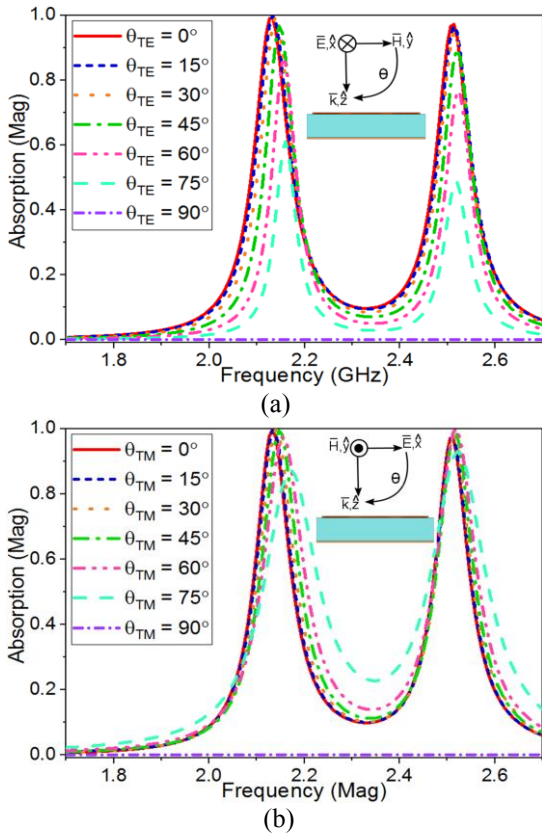 (a)
Absorption (Mag)
1.0
0.8
0.6
0.4
0.2
0.0
θTE = 0°
θTE = 15°
θTE = 30°
θTE = 45°
θTE = 60°
θTE = 75°
θTE = 90°
E̅,x̂
H̅,ŷ
θ
k̅,ẑ
1.8
2.0
2.2
2.4
2.6
Frequency (GHz)
(a)
(b)
Absorption (Mag)
1.0
0.8
0.6
0.4
0.2
0.0
θTM = 0°
θTM = 15°
θTM = 30°
θTM = 45°
θTM = 60°
θTM = 75°
θTM = 90°
H̅,ŷ
E̅,x̂
θ
k̅,ẑ
1.8
2.0
2.2
2.4
2.6
Frequency (Mag)
(b)